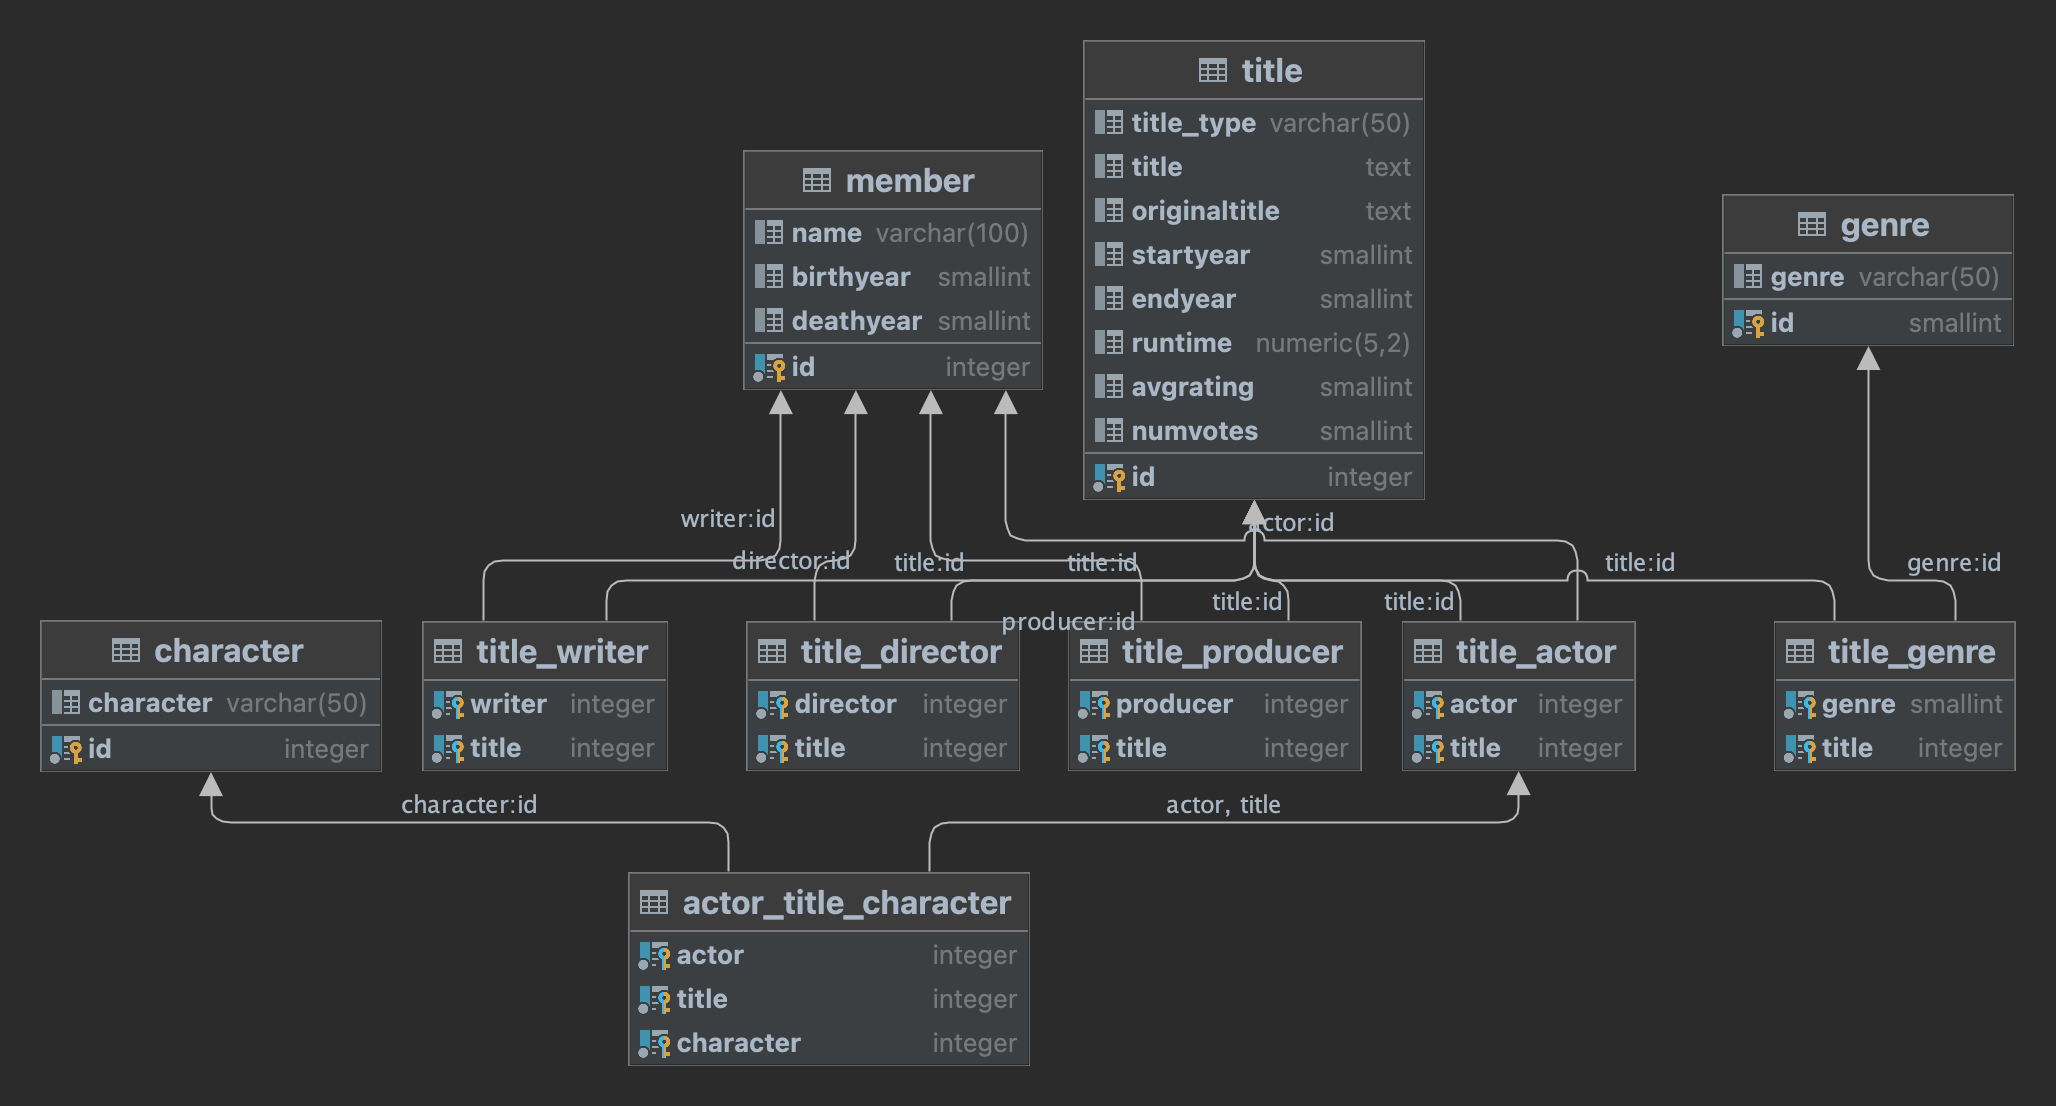 title
title_type varchar(50)
title text
originaltitle text
startyear smallint
endyear smallint
runtime numeric(5,2)
avgrating smallint
numvotes smallint
id integer
member
name varchar(100)
birthyear smallint
deathyear smallint
id integer
genre
genre varchar(50)
id smallint
writer:id
director:id
title:id
title:id
ctor:id
title:id
genre:id
title:id
title:id
producer:id
character
character varchar(50)
id integer
title_writer
writer integer
title integer
title_director
director integer
title integer
title_producer
producer integer
title integer
title_actor
actor integer
title integer
title_genre
genre smallint
title integer
character:id
actor, title
actor_title_character
actor integer
title integer
character integer